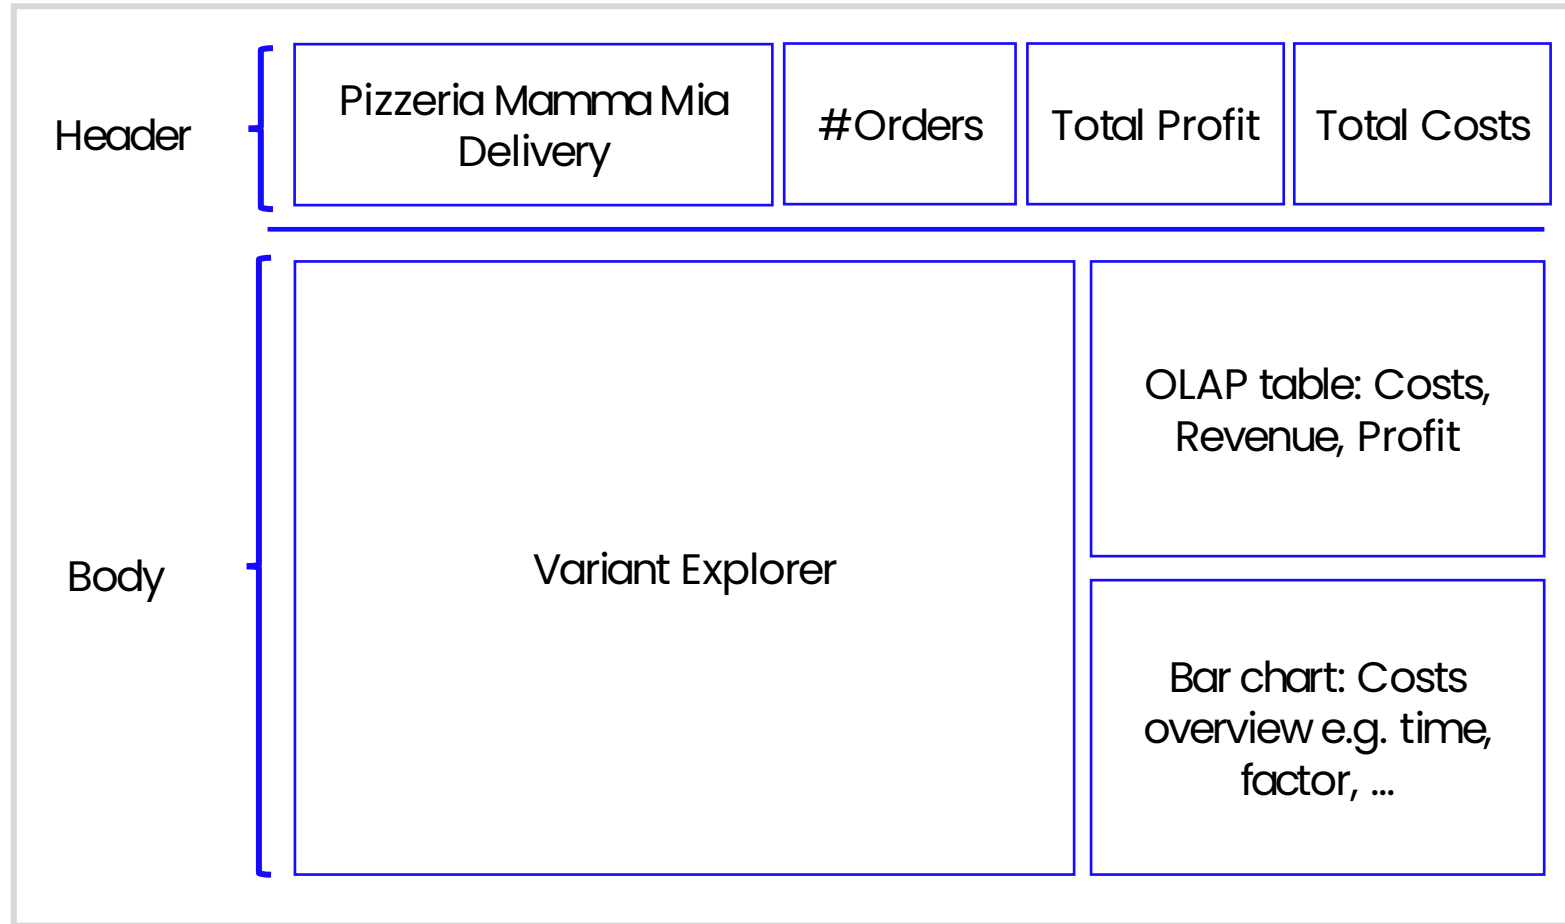 Header
Pizzeria Mamma Mia
Delivery
#Orders
Total Profit
Total Costs
Body
Variant Explorer
OLAP table: Costs,
Revenue, Profit
Bar chart: Costs
overview e.g. time,
factor, ...